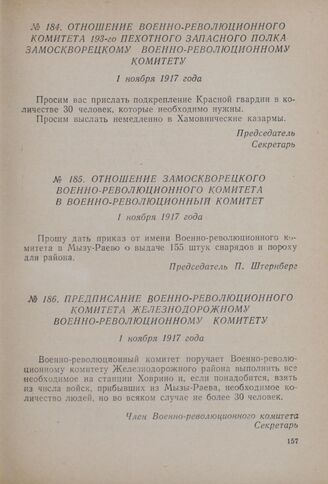 № 184. ОТНОШЕНИЕ ВОЕННО-РЕВОЛЮЦИОННОГО
КОМИТЕТА 193-го ПЕХОТНОГО ЗАПАСНОГО ПОЛКА
ЗАМОСКВОРЕЦКОМУ ВОЕННО-РЕВОЛЮЦИОННОМУ
КОМИТЕТУ
1 ноября 1917 года
Просим вас прислать подкрепление Красной гвардии в ко-
личестве 30 человек, которые необходимо нужны.
Просим выслать немедленно в Хамовнические казармы.
Председатель
Секретарь
№ 185. ОТНОШЕНИЕ ЗАМОСКВОРЕЦКОГО
ВОЕННО-РЕВОЛЮЦИОННОГО КОМИТЕТА
В ВОЕННО-РЕВОЛЮЦИОННЫЙ КОМИТЕТ
1 ноября 1917 года
Прошу дать приказ от имени Военно-революционного ко-
митета в Мызу-Раево о выдаче 155 штук снарядов и пороху
для района.
Председатель П. Штернберг
№ 186. ПРЕДПИСАНИЕ ВОЕННО-РЕВОЛЮЦИОННОГО
КОМИТЕТА ЖЕЛЕЗНОДОРОЖНОМУ
ВОЕННО-РЕВОЛЮЦИОННОМУ КОМИТЕТУ
1 ноября 1917 года
Военно-революционный комитет поручает Военно-револю-
ционному комитету Железнодорожного района выполнить все
необходимое на станции Ховрино и, если понадобится, взять
из числа войск, прибывших из Мызы-Раева, необходимое ко-
личество людей, но во всяком случае не более 30 человек.
Член Военно-революционного комитета
Секретарь
157